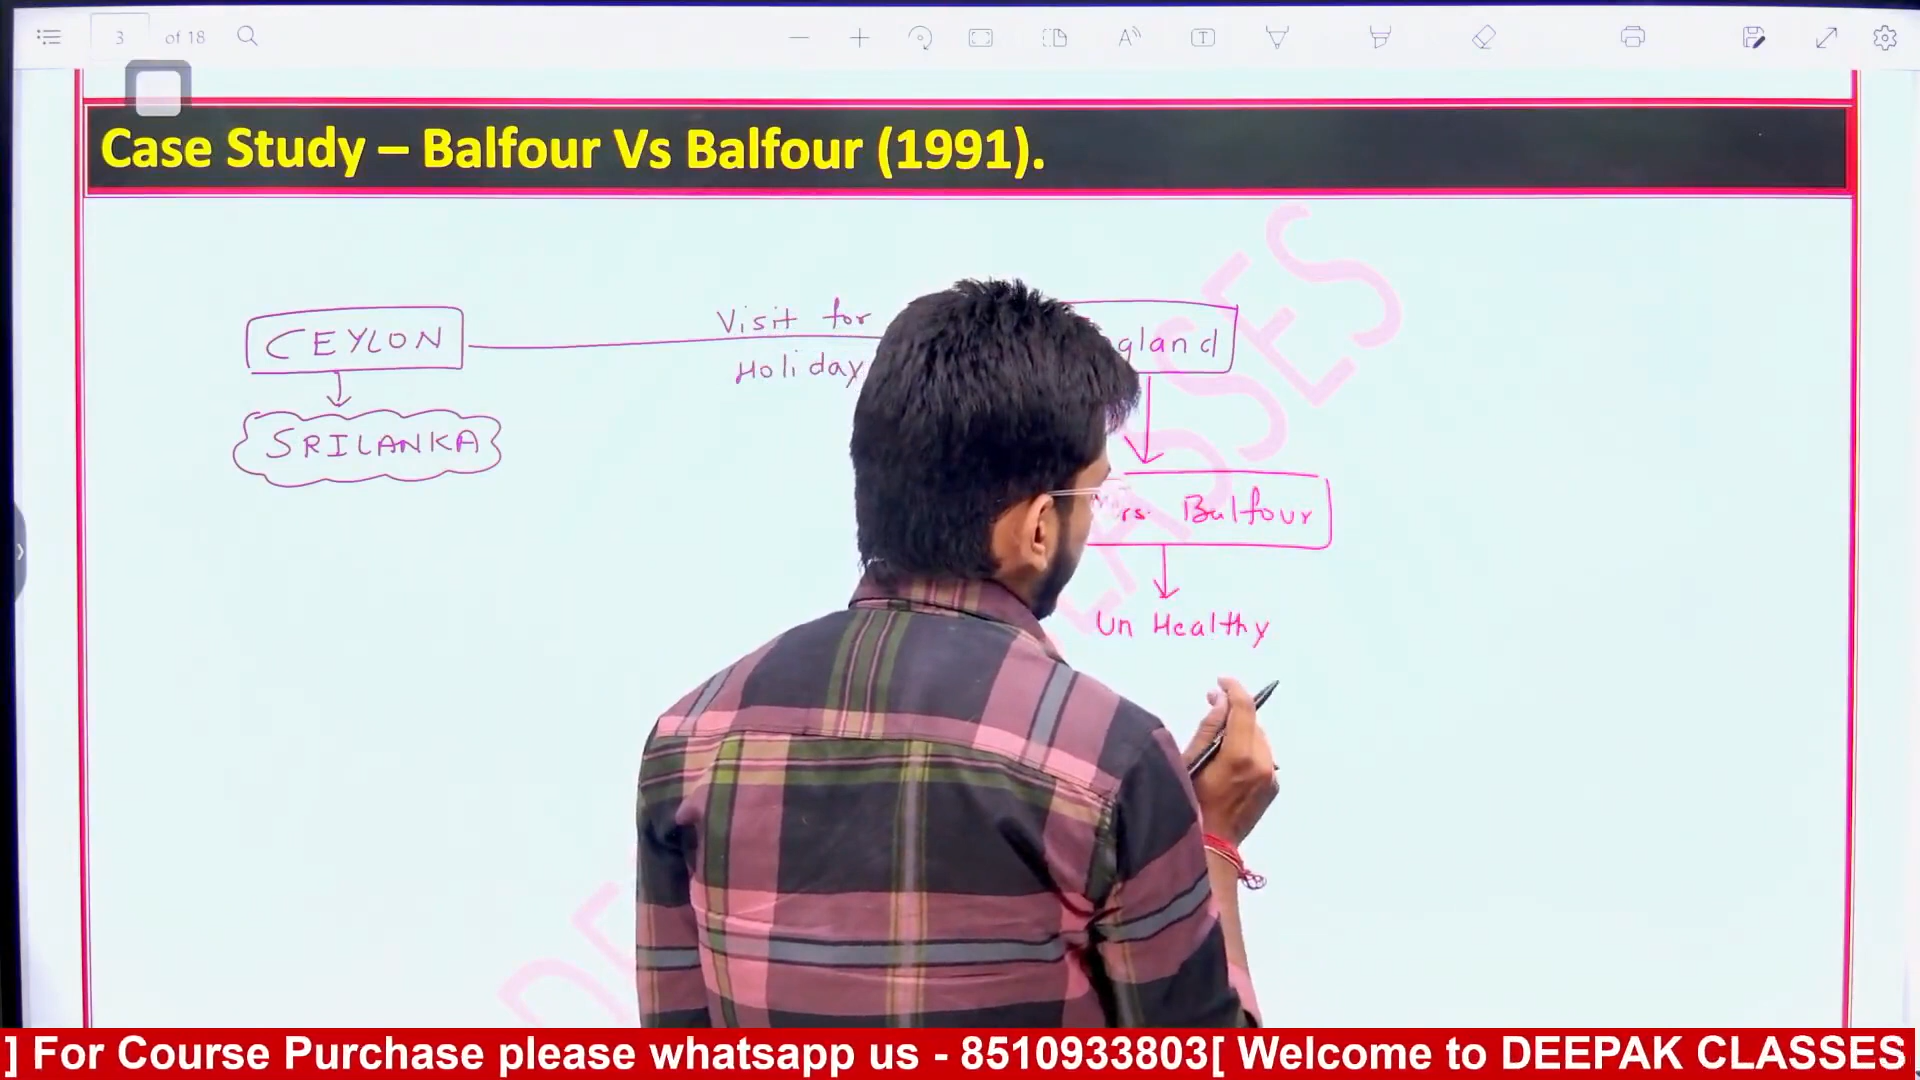 3 of 18
Case Study – Balfour Vs Balfour (1991).
CEYLON
Visit for
Holiday
gland
SRILANKA
rs. Balfour
Un Healthy
] For Course Purchase please whatsapp us - 8510933803[ Welcome to DEEPAK CLASSES